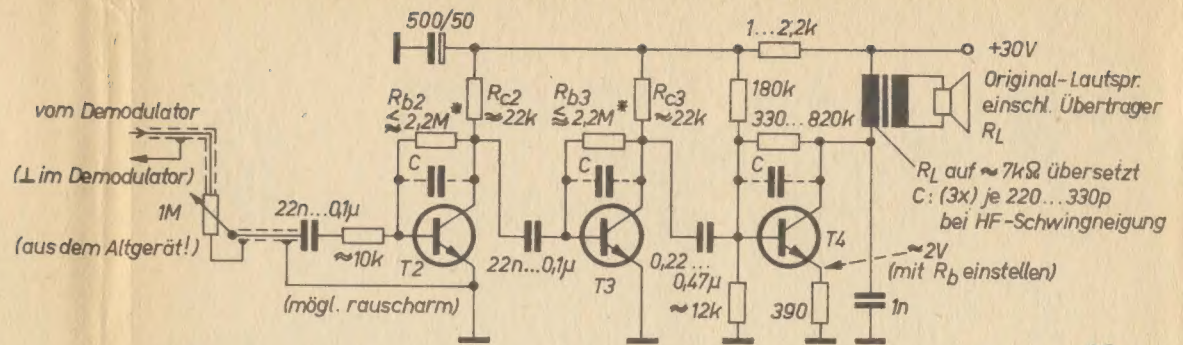 500/50
1...2,2k
+30V
vom Demodulator
(⊥ im Demodulator)
1M
(aus dem Altgerät!)
22n...0,1µ
≈10k
(mögl. rauscharm)
Rb2
≦ 2,2M *
≈
C
T2
Rc2
≈22k
22n...0,1µ
Rb3
≦ 2,2M *
≈
C
T3
Rc3
≈22k
0,22...
0,47µ
≈12k
180k
330...820k
C
T4
390
≈2V
(mit Rb einstellen)
1n
Original-Lautspr.
einschl. Übertrager
RL
RL auf ≈ 7kΩ übersetzt
C: (3x) je 220...330p
bei HF-Schwingneigung